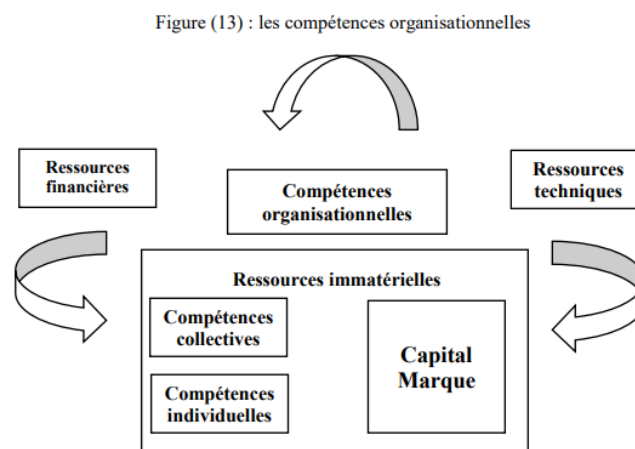 Figure (13) : les compétences organisationnelles
Ressources
financières
Compétences
organisationnelles
Ressources
techniques
Ressources immatérielles
Compétences
collectives
Capital
Marque
Compétences
individuelles